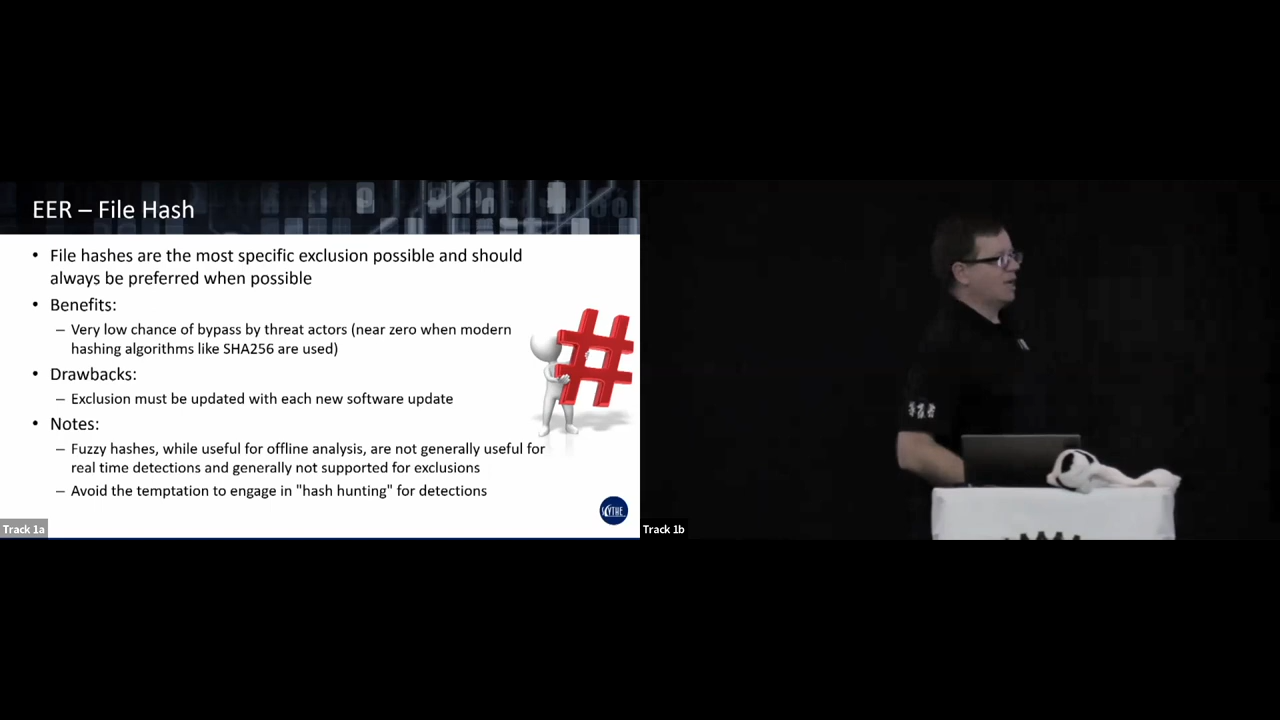 EER – File Hash
• File hashes are the most specific exclusion possible and should
always be preferred when possible
• Benefits:
– Very low chance of bypass by threat actors (near zero when modern
hashing algorithms like SHA256 are used)
• Drawbacks:
– Exclusion must be updated with each new software update
• Notes:
– Fuzzy hashes, while useful for offline analysis, are not generally useful for
real time detections and generally not supported for exclusions
– Avoid the temptation to engage in "hash hunting" for detections
SCYTHE
Track 1a
Track 1b